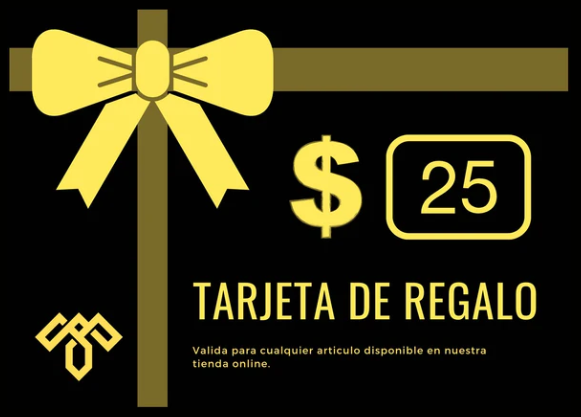 $ 25
TARJETA DE REGALO
Valida para cualquier articulo disponible en nuestra
tienda online.